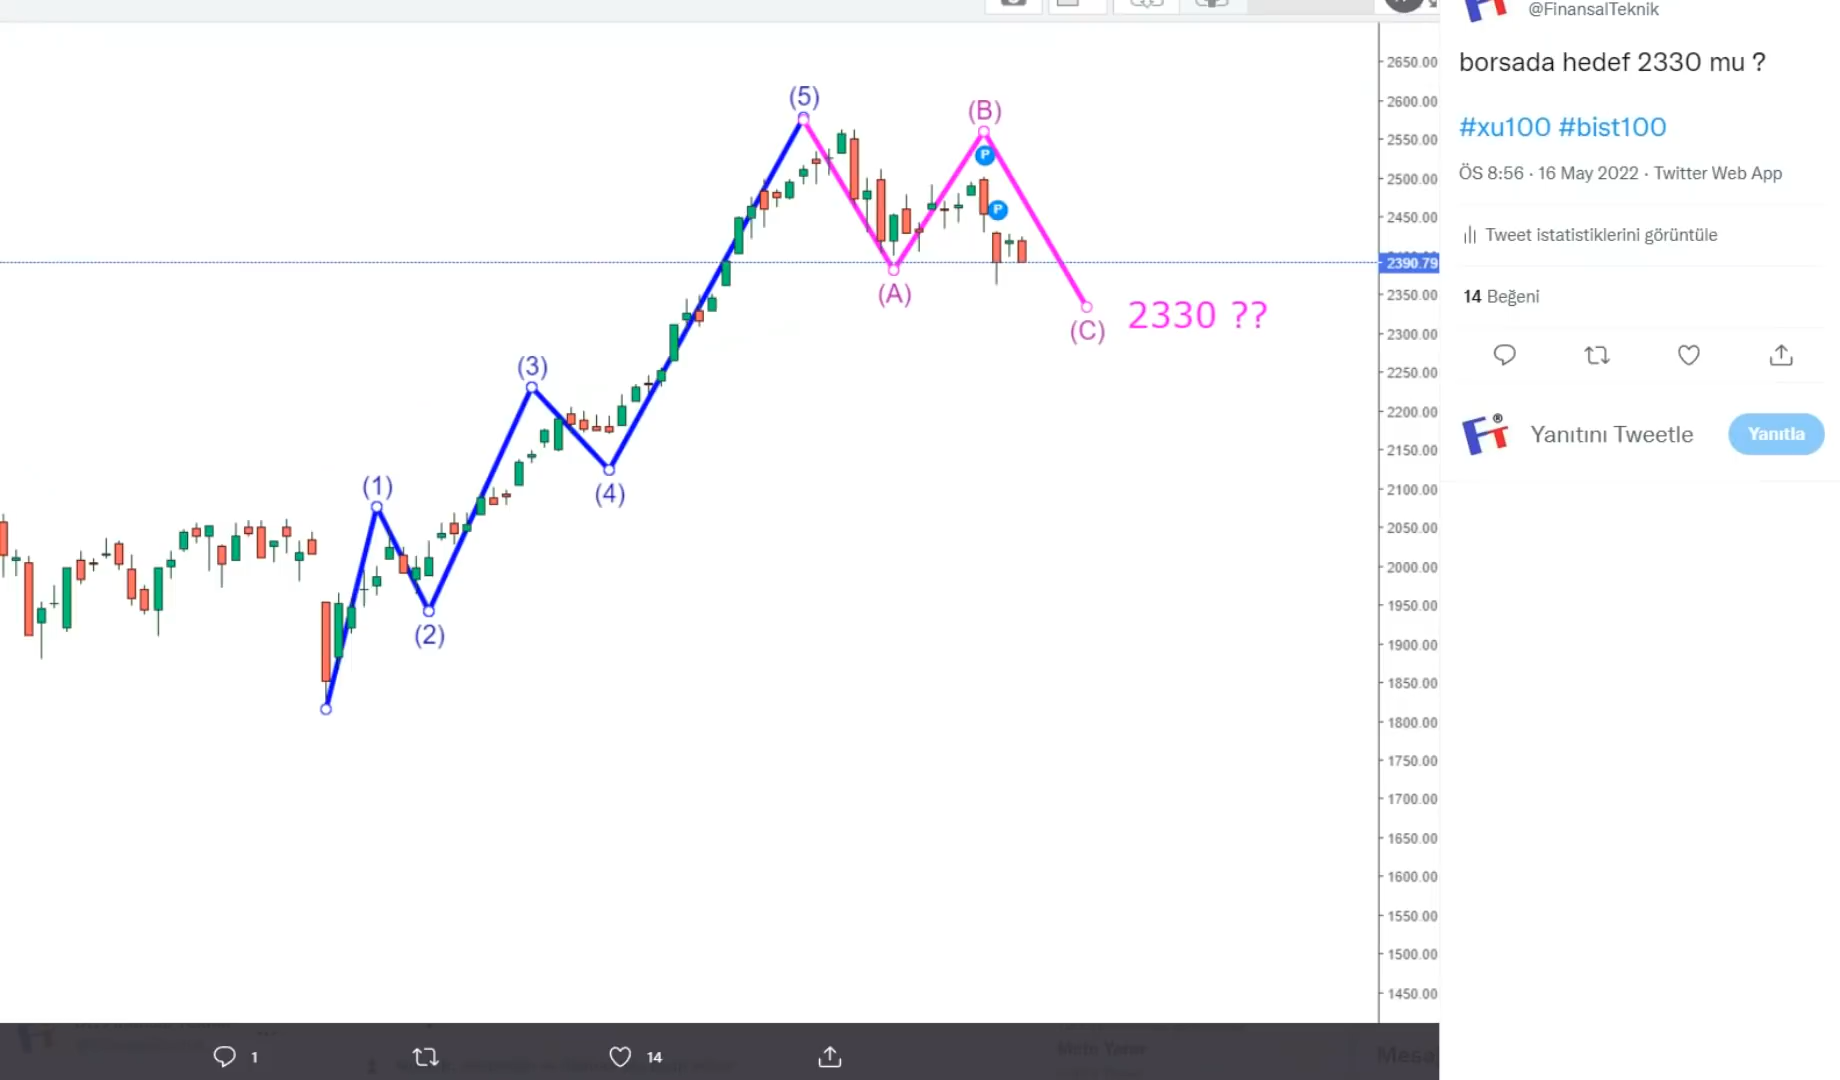 2650.00
2600.00
2550.00
2500.00
2450.00
2390.79
2350.00
2300.00
2250.00
2200.00
2150.00
2100.00
2050.00
2000.00
1950.00
1900.00
1850.00
1800.00
1750.00
1700.00
1650.00
1600.00
1550.00
1500.00
1450.00
(5)
(B)
P
P
(A)
2330 ??
(C)
(3)
(4)
(1)
(2)
1
14
@FinansalTeknik
borsada hedef 2330 mu ?
#xu100 #bist100
ÖS 8:56 · 16 May 2022 · Twitter Web App
Tweet istatistiklerini görüntüle
14 Beğeni
FT® Yanıtını Tweetle Yanıtla